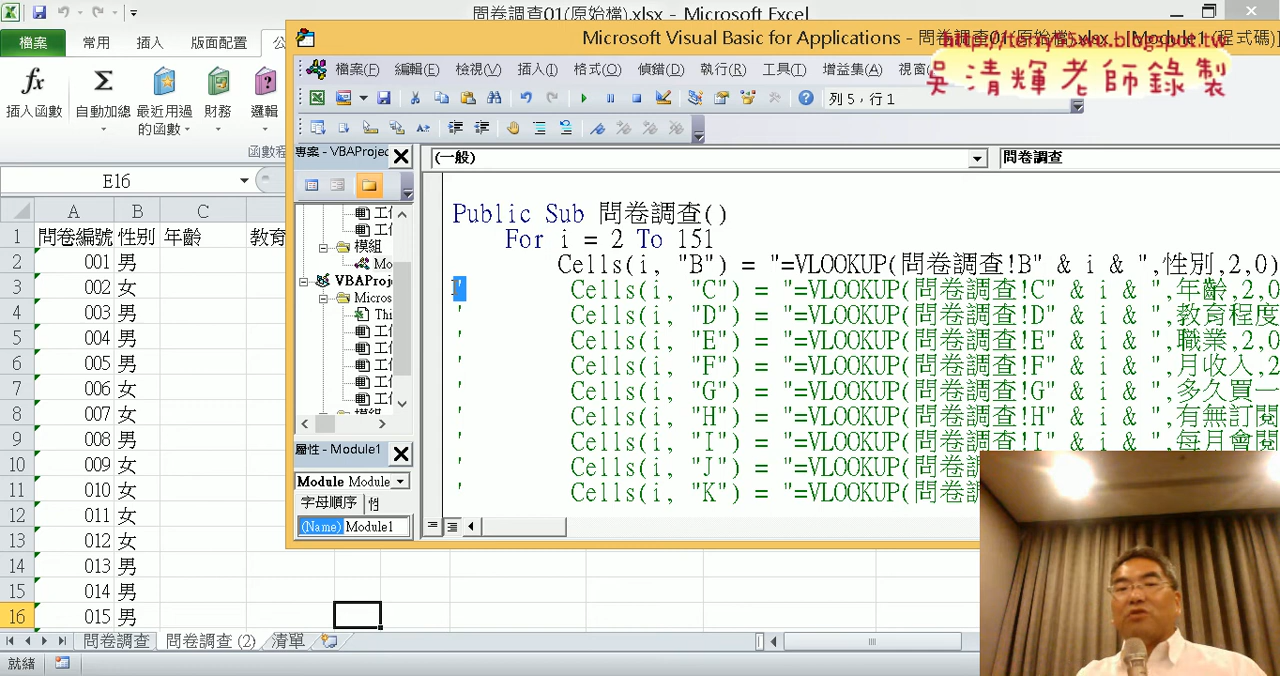 問卷調查01(原始檔).xlsx - Microsoft Excel
檔案 常用 插入 版面配置 公
插入函數 自動加總 最近用過的函數 財務 邏輯
函數程
E16
A B C
1 問卷編號 性別 年齡 教育
2 001 男
3 002 女
4 003 男
5 004 男
6 005 男
7 006 女
8 007 女
9 008 男
10 009 女
11 010 女
12 011 女
13 012 女
14 013 男
15 014 男
16 015 男
問卷調查 問卷調查 (2) 清單
就緒
Microsoft Visual Basic for Applications - 問卷調查01(原始檔).xlsx - [Module1 (程式碼)]
http://terry55wu.blogspot.tw
吳清輝老師錄製
檔案(F) 編輯(E) 檢視(V) 插入(I) 格式(O) 偵錯(D) 執行(R) 工具(T) 增益集(A) 視窗
列 5，行 1
專案 - VBAProjec
模組
Mo
VBAProj
Micros
Thi
屬性 - Module1
Module Module
字母順序
(Name) Module1
(一般) 問卷調查
Public Sub 問卷調查()
For i = 2 To 151
Cells(i, "B") = "=VLOOKUP(問卷調查!B" & i & ",性別,2,0)
' Cells(i, "C") = "=VLOOKUP(問卷調查!C" & i & ",年齡,2,0
' Cells(i, "D") = "=VLOOKUP(問卷調查!D" & i & ",教育程度
' Cells(i, "E") = "=VLOOKUP(問卷調查!E" & i & ",職業,2,0
' Cells(i, "F") = "=VLOOKUP(問卷調查!F" & i & ",月收入,2
' Cells(i, "G") = "=VLOOKUP(問卷調查!G" & i & ",多久買一
' Cells(i, "H") = "=VLOOKUP(問卷調查!H" & i & ",有無訂閱
' Cells(i, "I") = "=VLOOKUP(問卷調查!I" & i & ",每月會閱
' Cells(i, "J") = "=VLOOKUP(問卷
' Cells(i, "K") = "=VLOOKUP(問卷